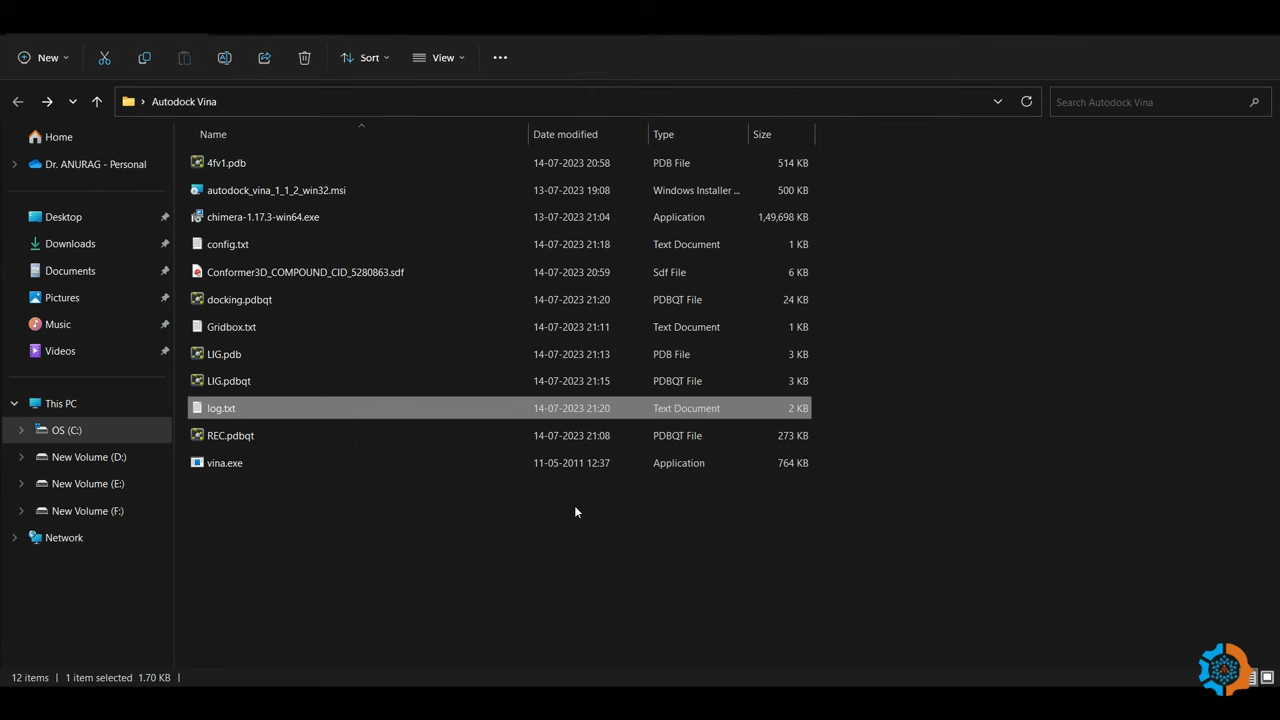 New Sort View
Autodock Vina Search Autodock Vina
Name Date modified Type Size
Home
Dr. ANURAG - Personal
Desktop
Downloads
Documents
Pictures
Music
Videos
This PC
OS (C:)
New Volume (D:)
New Volume (E:)
New Volume (F:)
Network
4fv1.pdb 14-07-2023 20:58 PDB File 514 KB
autodock_vina_1_1_2_win32.msi 13-07-2023 19:08 Windows Installer ... 500 KB
chimera-1.17.3-win64.exe 13-07-2023 21:04 Application 1,49,698 KB
config.txt 14-07-2023 21:18 Text Document 1 KB
Conformer3D_COMPOUND_CID_5280863.sdf 14-07-2023 20:59 Sdf File 6 KB
docking.pdbqt 14-07-2023 21:20 PDBQT File 24 KB
Gridbox.txt 14-07-2023 21:11 Text Document 1 KB
LIG.pdb 14-07-2023 21:13 PDB File 3 KB
LIG.pdbqt 14-07-2023 21:15 PDBQT File 3 KB
log.txt 14-07-2023 21:20 Text Document 2 KB
REC.pdbqt 14-07-2023 21:08 PDBQT File 273 KB
vina.exe 11-05-2011 12:37 Application 764 KB
12 items 1 item selected 1.70 KB